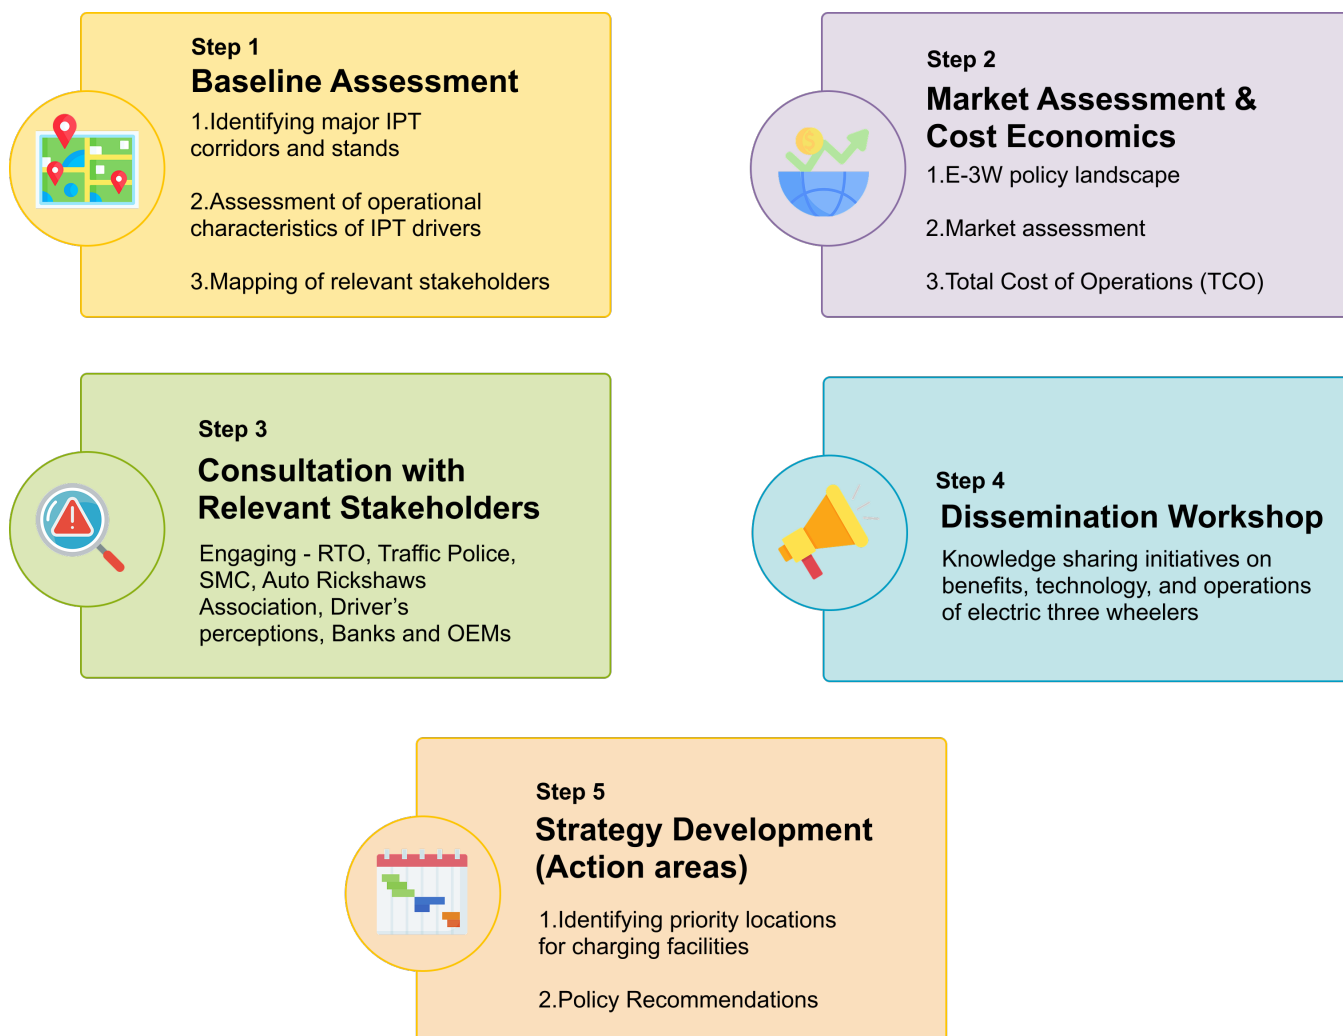 Step 1
Baseline Assessment
1.Identifying major IPT
corridors and stands
2.Assessment of operational
characteristics of IPT drivers
3.Mapping of relevant stakeholders
Step 2
Market Assessment &
Cost Economics
1.E-3W policy landscape
2.Market assessment
3.Total Cost of Operations (TCO)
Step 3
Consultation with
Relevant Stakeholders
Engaging - RTO, Traffic Police,
SMC, Auto Rickshaws
Association, Driver’s
perceptions, Banks and OEMs
Step 4
Dissemination Workshop
Knowledge sharing initiatives on
benefits, technology, and operations
of electric three wheelers
Step 5
Strategy Development
(Action areas)
1.Identifying priority locations
for charging facilities
2.Policy Recommendations